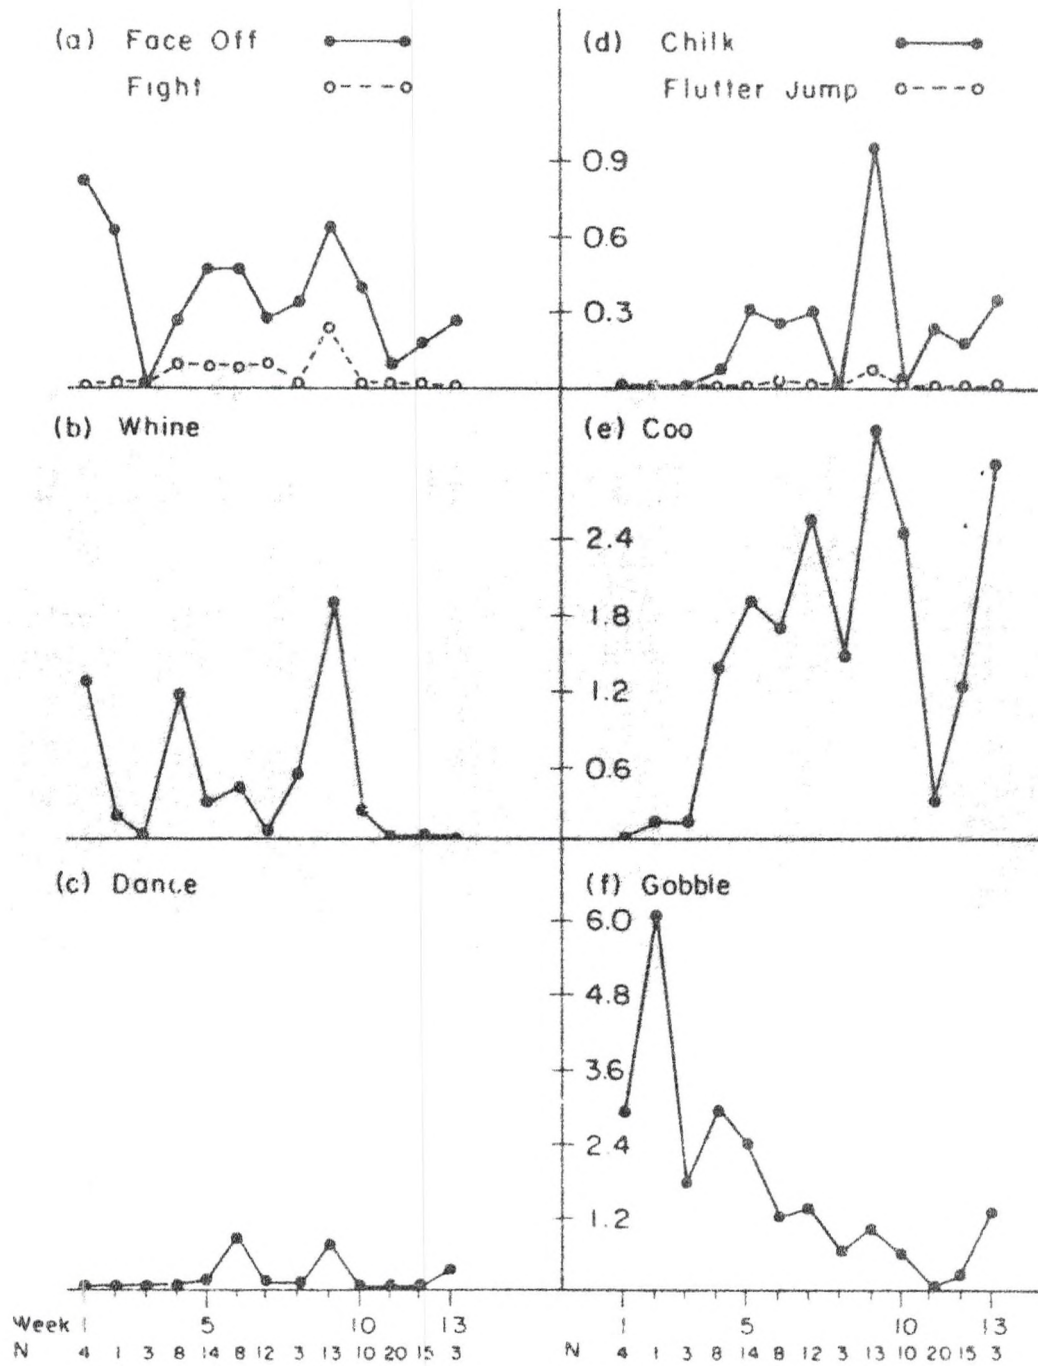 (a) Face Off
Fight
(d) Chilk
Flutter Jump
0.9
0.6
0.3
(b) Whine
(e) Coo
2.4
1.8
1.2
0.6
(c) Dance
(f) Gobble
6.0
4.8
3.6
2.4
1.2
Week 1 5 10 13
1 5 10 13
N 4 1 3 8 14 8 12 3 13 10 20 15 3
N 4 1 3 8 14 8 12 3 13 10 20 15 3